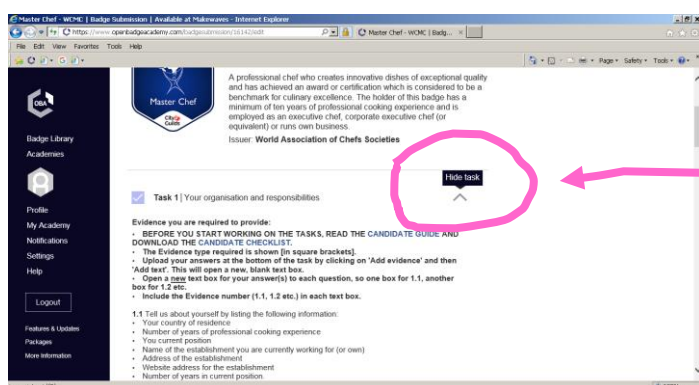 Master Chef - WCMC | Badge Submission | Available at Makewaves - Internet Explorer
https://www.openbadgeacademy.com/badgesubmission/16142/edit
Master Chef - WCMC | Badg...
File Edit View Favorites Tools Help
Page Safety Tools
OBA
Badge Library
Academies
Profile
My Academy
Notifications
Settings
Help
Logout
Features & Updates
Packages
More Information
Master Chef
City& Guilds
A professional chef who creates innovative dishes of exceptional quality
and has achieved an award or certification which is considered to be a
benchmark for culinary excellence. The holder of this badge has a
minimum of ten years of professional cooking experience and is
employed as an executive chef, corporate executive chef (or
equivalent) or runs own business.
Issuer: World Association of Chefs Societies
Hide task
Task 1 | Your organisation and responsibilities
Evidence you are required to provide:
· BEFORE YOU START WORKING ON THE TASKS, READ THE CANDIDATE GUIDE AND
DOWNLOAD THE CANDIDATE CHECKLIST.
· The Evidence type required is shown [in square brackets].
· Upload your answers at the bottom of the task by clicking on 'Add evidence' and then
'Add text'. This will open a new, blank text box.
· Open a new text box for your answer(s) to each question, so one box for 1.1, another
box for 1.2 etc.
· Include the Evidence number (1.1, 1.2 etc.) in each text box.
1.1 Tell us about yourself by listing the following information:
· Your country of residence
· Number of years of professional cooking experience
· You current position
· Name of the establishment you are currently working for (or own)
· Address of the establishment
· Website address for the establishment
· Number of years in current position